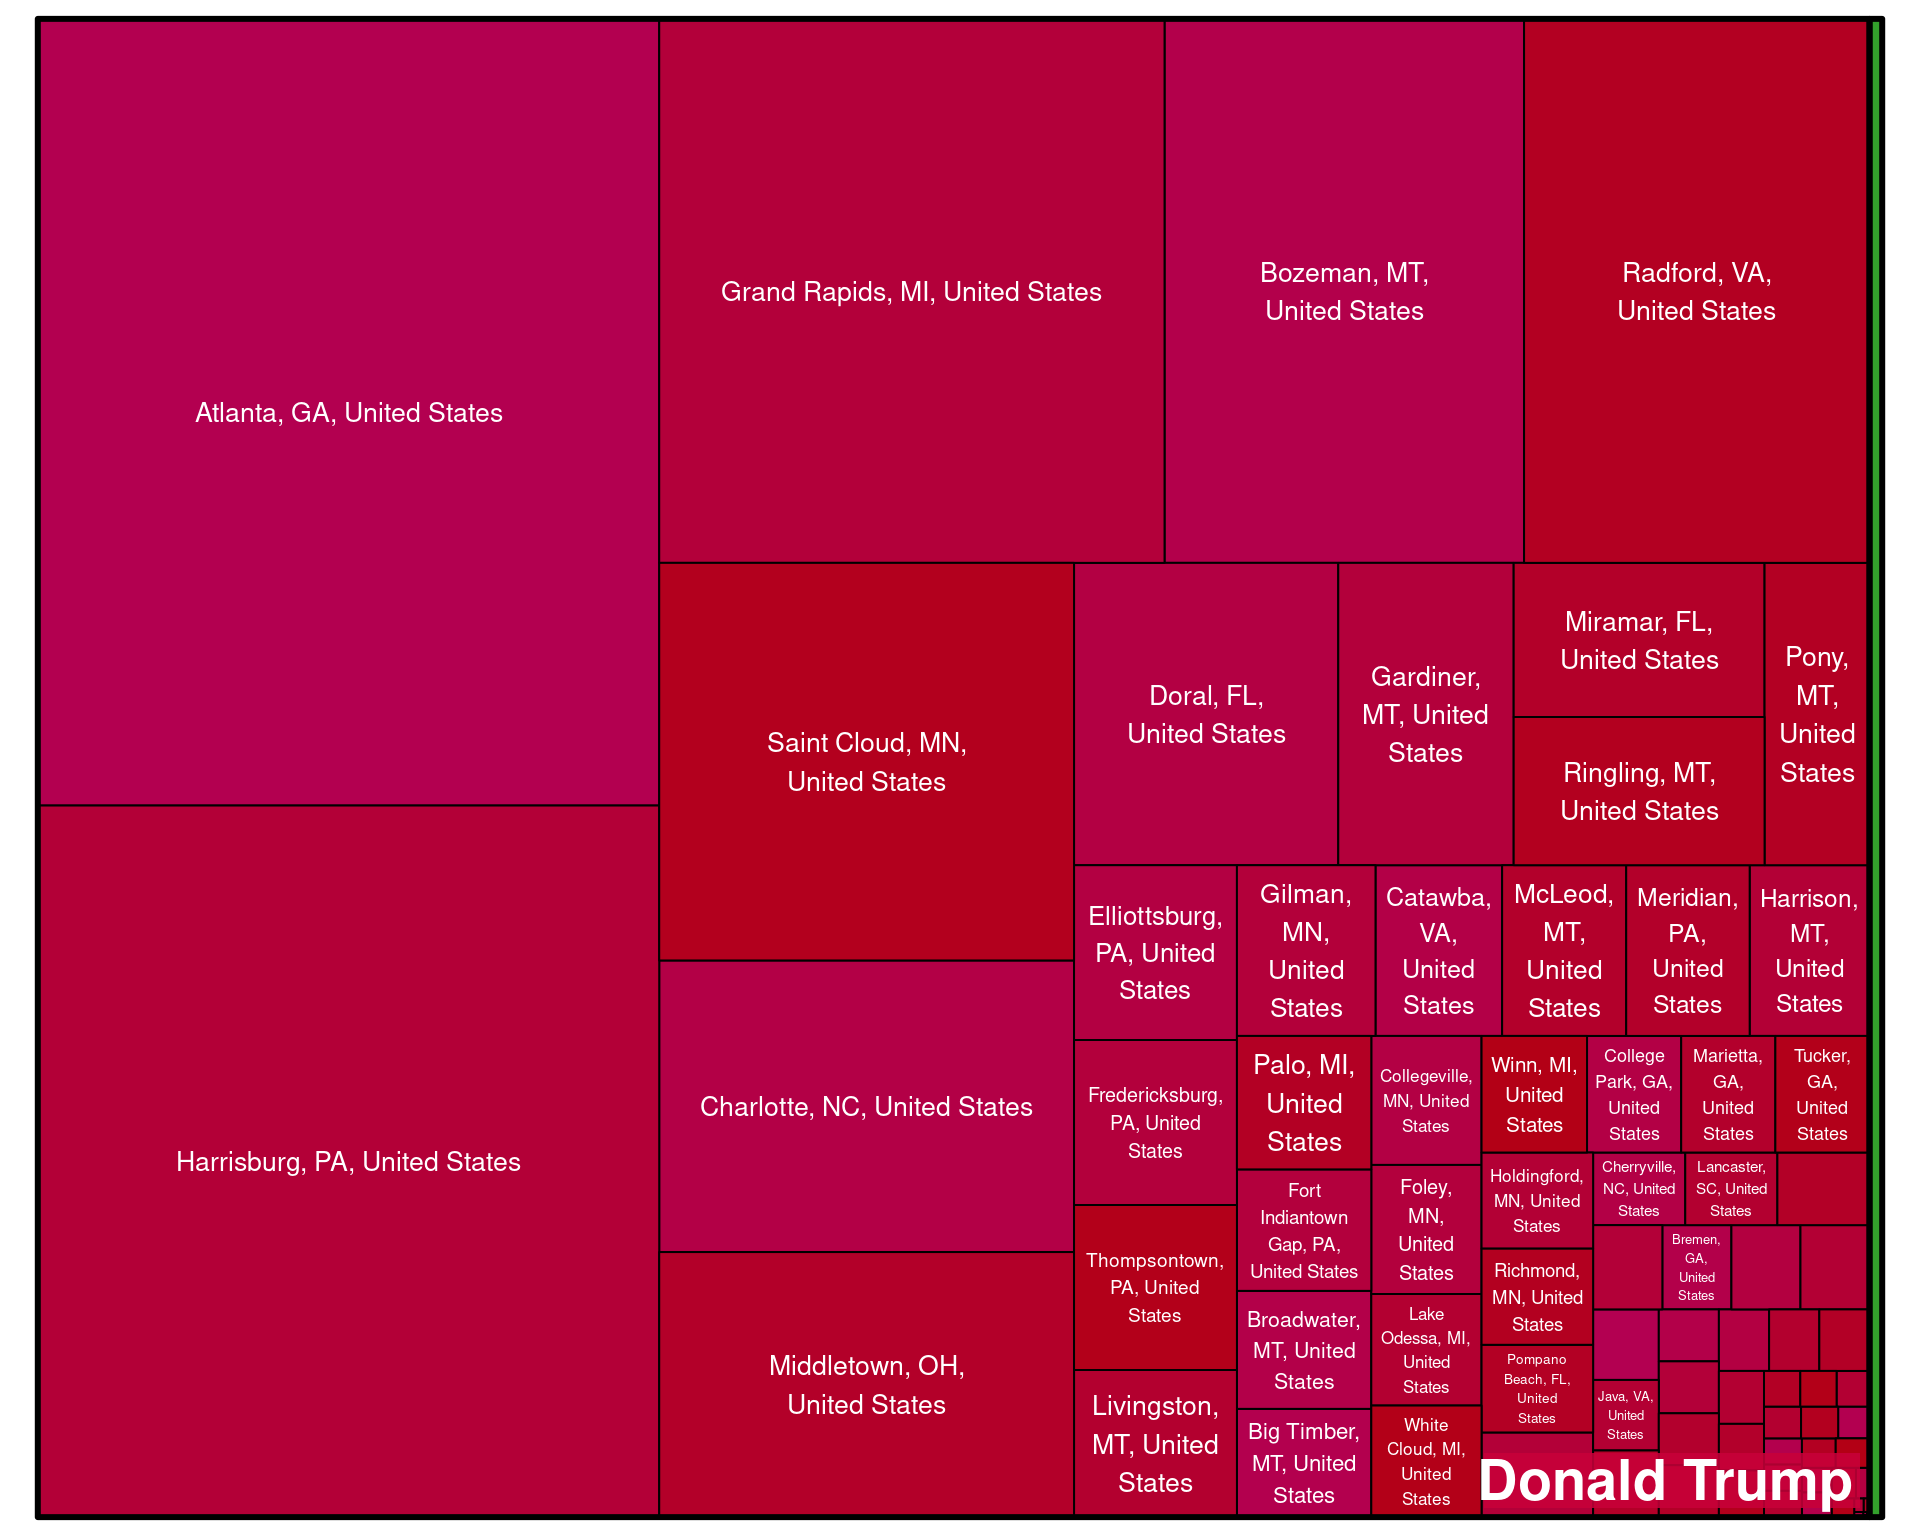 Atlanta, GA, United States
Harrisburg, PA, United States
Grand Rapids, MI, United States
Bozeman, MT,
United States
Radford, VA,
United States
Saint Cloud, MN,
United States
Charlotte, NC, United States
Middletown, OH,
United States
Doral, FL,
United States
Gardiner,
MT, United
States
Miramar, FL,
United States
Ringling, MT,
United States
Pony,
MT,
United
States
Elliottsburg,
PA, United
States
Fredericksburg,
PA, United
States
Thompsontown,
PA, United
States
Livingston,
MT, United
States
Gilman,
MN,
United
States
Catawba,
VA,
United
States
McLeod,
MT,
United
States
Meridian,
PA,
United
States
Harrison,
MT,
United
States
Palo, MI,
United
States
Fort
Indiantown
Gap, PA,
United States
Broadwater,
MT, United
States
Big Timber,
MT, United
States
Collegeville,
MN, United
States
Foley,
MN,
United
States
Lake
Odessa, MI,
United
States
White
Cloud, MI,
United
States
Winn, MI,
United
States
College
Park, GA,
United
States
Marietta,
GA,
United
States
Tucker,
GA,
United
States
Holdingford,
MN, United
States
Richmond,
MN, United
States
Pompano
Beach, FL,
United
States
Cherryville,
NC, United
States
Lancaster,
SC, United
States
Bremen,
GA,
United
States
Java, VA,
United
States
Donald Trump